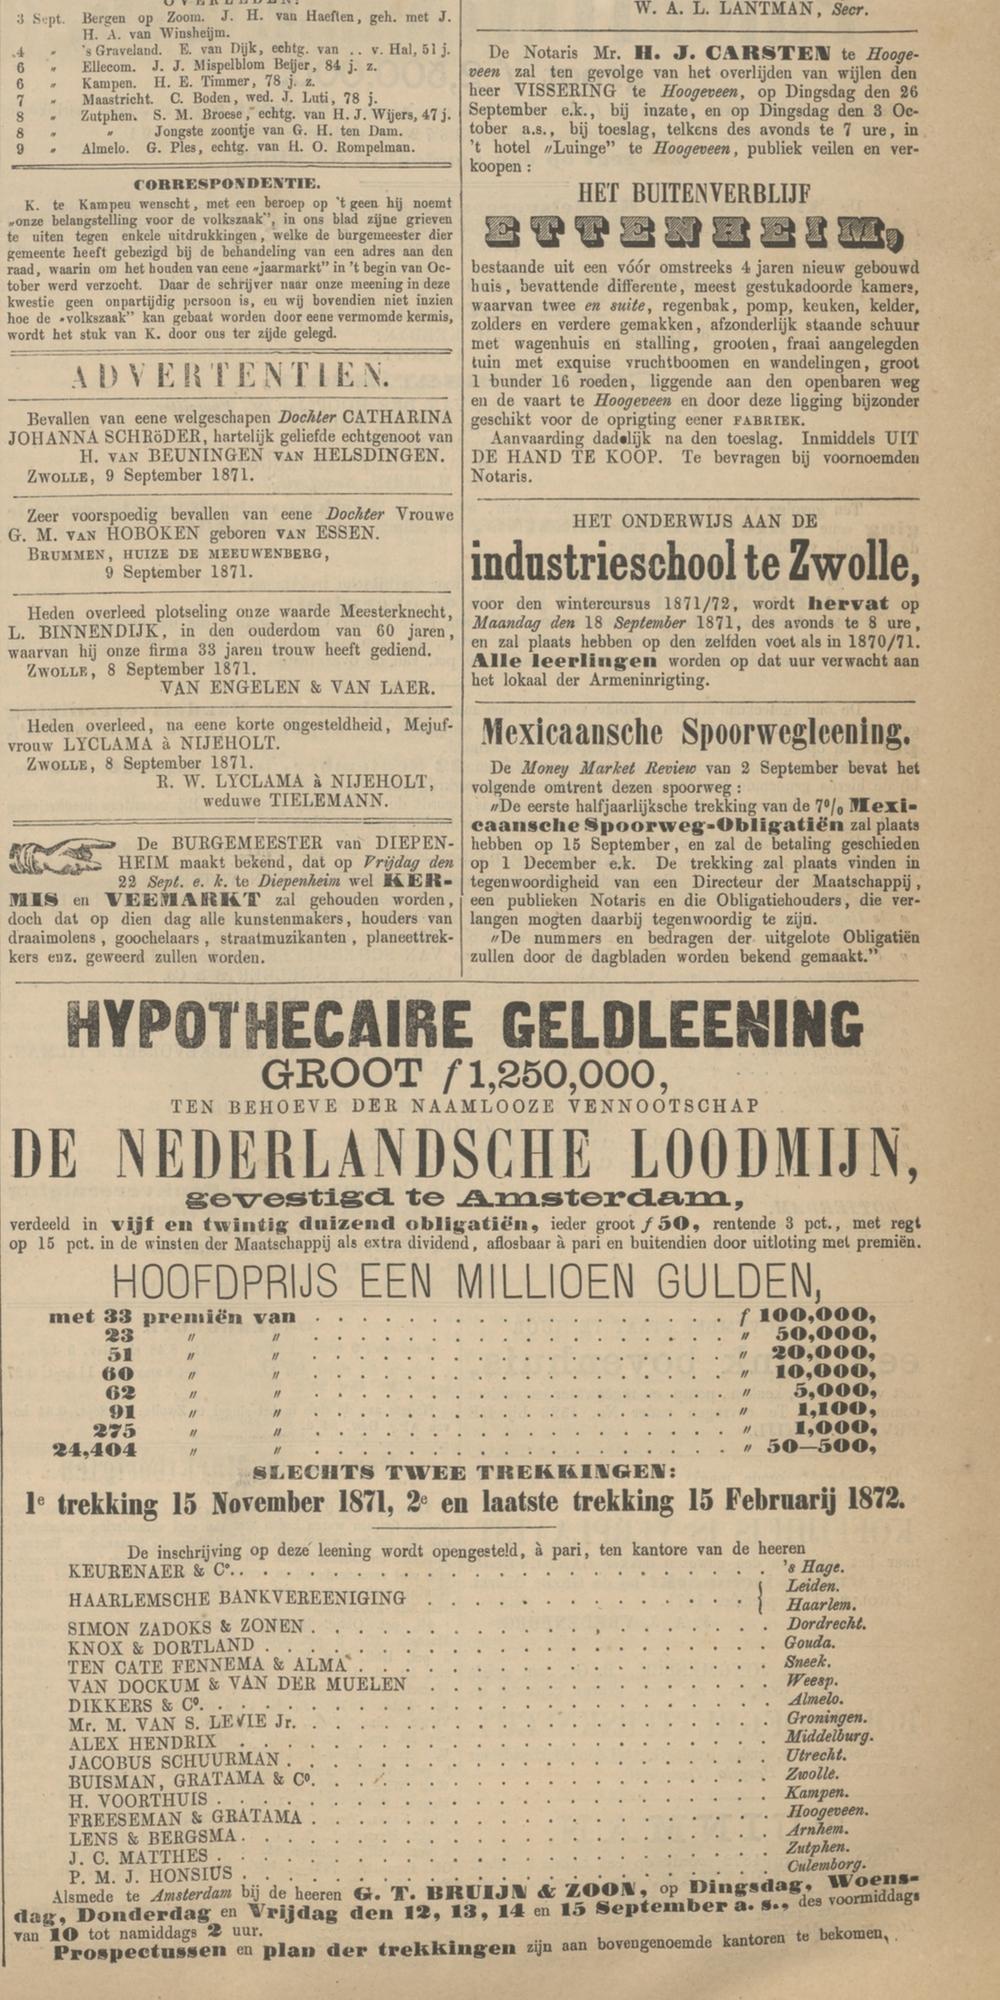 OVERLEDEN:
3 Sept. Bergen op Zoom. J. H. van Haeften, geh. met J.
H. A. van Winsheijm.
4 „ 's Graveland. E. van Dijk, echtg. van .. v. Hal, 51 j.
6 „ Ellecom. J. J. Mispelblom Beijer, 84 j. z.
6 „ Kampen. H. E. Timmer, 78 j. z.
7 „ Maastricht. C. Boden, wed. J. Luti, 78 j.
8 „ Zutphen. S. M. Broese, echtg. van H. J. Wijers, 47 j.
8 „ „ Jongste zoontje van G. H. ten Dam.
9 „ Almelo. G. Ples, echtg. van H. O. Rompelman.
CORRESPONDENTIE.
K. te Kampeu wenscht, met een beroep op 't geen hij noemt
„onze belangstelling voor de volkszaak”, in ons blad zijne grieven
te uiten tegen enkele uitdrukkingen, welke de burgemeester dier
gemeente heeft gebezigd bij de behandeling van een adres aan den
raad, waarin om het houden van eene „jaarmarkt” in 't begin van Oc-
tober werd verzocht. Daar de schrijver naar onze meening in deze
kwestie geen onpartijdig persoon is, eu wij bovendien niet inzien
hoe de „volkszaak” kan gebaat worden door eene vermomde kermis,
wordt het stuk van K. door ons ter zijde gelegd.
ADVERTENTIEN.
Bevallen van eene welgeschapen Dochter CATHARINA
JOHANNA SCHRöDER, hartelijk geliefde echtgenoot van
H. VAN BEUNINGEN VAN HELSDINGEN.
ZWOLLE, 9 September 1871.
Zeer voorspoedig bevallen van eene Dochter Vrouwe
G. M. VAN HOBOKEN geboren VAN ESSEN.
BRUMMEN, HUIZE DE MEEUWENBERG,
9 September 1871.
Heden overleed plotseling onze waarde Meesterknecht,
L. BINNENDIJK, in den ouderdom van 60 jaren,
waarvan hij onze firma 33 jaren trouw heeft gediend.
ZWOLLE, 8 September 1871.
VAN ENGELEN & VAN LAER.
Heden overleed, na eene korte ongesteldheid, Mejuf-
vrouw LYCLAMA à NIJEHOLT.
ZWOLLE, 8 September 1871.
R. W. LYCLAMA à NIJEHOLT,
weduwe TIELEMANN.
De BURGEMEESTER van DIEPEN-
HEIM maakt bekend, dat op Vrijdag den
22 Sept. e. k. te Diepenheim wel KER-
MIS en VEEMARKT zal gehouden worden,
doch dat op dien dag alle kunstenmakers, houders van
draaimolens, goochelaars, straatmuzikanten, planeettrek-
kers enz. geweerd zullen worden.
W. A. L. LANTMAN, Secr.
De Notaris Mr. H. J. CARSTEN te Hooge-
veen zal ten gevolge van het overlijden van wijlen den
heer VISSERING te Hoogeveen, op Dingsdag den 26
September e.k., bij inzate, en op Dingsdag den 3 Oc-
tober a.s., bij toeslag, telkens des avonds te 7 ure, in
't hotel „Luinge” te Hoogeveen, publiek veilen en ver-
koopen:
HET BUITENVERBLIJF
ETTENHEIM,
bestaande uit een vóór omstreeks 4 jaren nieuw gebouwd
huis, bevattende differente, meest gestukadoorde kamers,
waarvan twee en suite, regenbak, pomp, keuken, kelder,
zolders en verdere gemakken, afzonderlijk staande schuur
met wagenhuis en stalling, grooten, fraai aangelegden
tuin met exquise vruchtboomen en wandelingen, groot
1 bunder 16 roeden, liggende aan den openbaren weg
en de vaart te Hoogeveen en door deze ligging bijzonder
geschikt voor de oprigting eener FABRIEK.
Aanvaarding dadelijk na den toeslag. Inmiddels UIT
DE HAND TE KOOP. Te bevragen bij voornoemden
Notaris.
HET ONDERWIJS AAN DE
industrieschool te Zwolle,
voor den wintercursus 1871/72, wordt hervat op
Maandag den 18 September 1871, des avonds te 8 ure,
en zal plaats hebben op den zelfden voet als in 1870/71.
Alle leerlingen worden op dat uur verwacht aan
het lokaal der Armeninrigting.
Mexicaansche Spoorwegleening.
De Money Market Review van 2 September bevat het
volgende omtrent dezen spoorweg:
„De eerste halfjaarlijksche trekking van de 7% Mexi-
caansche Spoorweg-Obligatiën zal plaats
hebben op 15 September, en zal de betaling geschieden
op 1 December e.k. De trekking zal plaats vinden in
tegenwoordigheid van een Directeur der Maatschappij,
een publieken Notaris en die Obligatiehouders, die ver-
langen mogten daarbij tegenwoordig te zijn.
„De nummers en bedragen der uitgelote Obligatiën
zullen door de dagbladen worden bekend gemaakt.”
HYPOTHECAIRE GELDLEENING
GROOT f 1,250,000,
TEN BEHOEVE DER NAAMLOOZE VENNOOTSCHAP
DE NEDERLANDSCHE LOODMIJN,
gevestigd te Amsterdam,
verdeeld in vijf en twintig duizend obligatiën, ieder groot f 50, rentende 3 pct., met regt
op 15 pct. in de winsten der Maatschappij als extra dividend, aflosbaar à pari en buitendien door uitloting met premiën.
HOOFDPRIJS EEN MILLIOEN GULDEN,
met 33 premiën van . . . . . f 100,000,
23 „ „ . . . . . „ 50,000,
51 „ „ . . . . . „ 20,000,
60 „ „ . . . . . „ 10,000,
62 „ „ . . . . . „ 5,000,
91 „ „ . . . . . „ 1,100,
275 „ „ . . . . . „ 1,000,
24,404 „ „ . . . . . „ 50—500,
SLECHTS TWEE TREKKINGEN:
1e trekking 15 November 1871, 2e en laatste trekking 15 Februarij 1872.
De inschrijving op deze leening wordt opengesteld, à pari, ten kantore van de heeren
KEURENAER & Co. . . . . . 's Hage.
HAARLEMSCHE BANKVEREENIGING . . . . . { Leiden.
Haarlem.
SIMON ZADOKS & ZONEN . . . . . Dordrecht.
KNOX & DORTLAND . . . . . Gouda.
TEN CATE FENNEMA & ALMA . . . . . Sneek.
VAN DOCKUM & VAN DER MUELEN . . . . . Weesp.
DIKKERS & Co. . . . . . Almelo.
Mr. M. VAN S. LEVIE Jr. . . . . . Groningen.
ALEX HENDRIX . . . . . Middelburg.
JACOBUS SCHUURMAN . . . . . Utrecht.
BUISMAN, GRATAMA & Co. . . . . . Zwolle.
H. VOORTHUIS . . . . . Kampen.
FREESEMAN & GRATAMA . . . . . Hoogeveen.
LENS & BERGSMA . . . . . Arnhem.
J. C. MATTHES . . . . . Zutphen.
P. M. J. HONSIUS . . . . . Culemborg.
Alsmede te Amsterdam bij de heeren G. T. BRUIJN & ZOON, op Dingsdag, Woens-
dag, Donderdag en Vrijdag den 12, 13, 14 en 15 September a. s., des voormiddags
van 10 tot namiddags 2 uur.
Prospectussen en plan der trekkingen zijn aan bovengenoemde kantoren te bekomen,